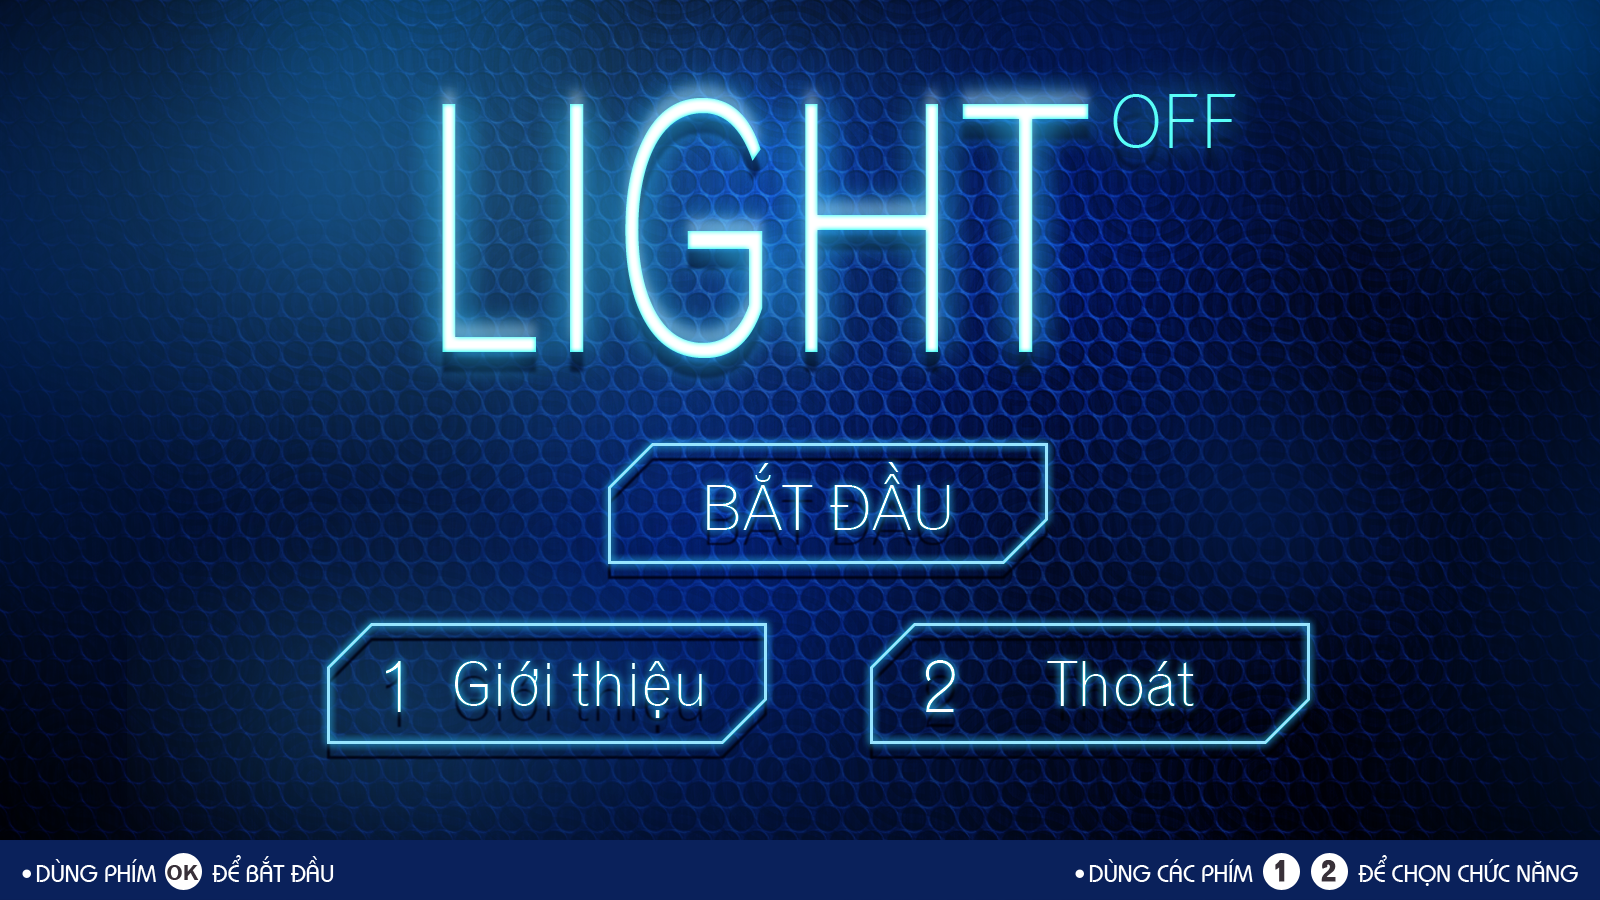 LIGHT OFF
BẮT ĐẦU
1 Giới thiệu
2 Thoát
• DÙNG PHÍM OK ĐỂ BẮT ĐẦU
• DÙNG CÁC PHÍM 1 2 ĐỂ CHỌN CHỨC NĂNG